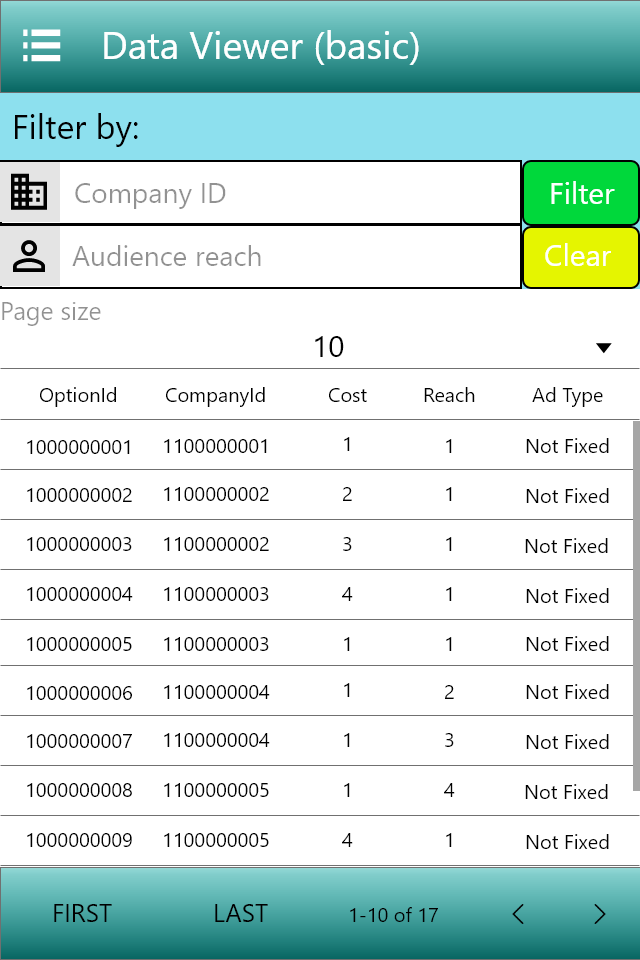 Data Viewer (basic)
Filter by:
Company ID
Filter
Audience reach
Clear
Page size
10
OptionId CompanyId Cost Reach Ad Type
1000000001 1100000001 1 1 Not Fixed
1000000002 1100000002 2 1 Not Fixed
1000000003 1100000002 3 1 Not Fixed
1000000004 1100000003 4 1 Not Fixed
1000000005 1100000003 1 1 Not Fixed
1000000006 1100000004 1 2 Not Fixed
1000000007 1100000004 1 3 Not Fixed
1000000008 1100000005 1 4 Not Fixed
1000000009 1100000005 4 1 Not Fixed
FIRST LAST 1-10 of 17